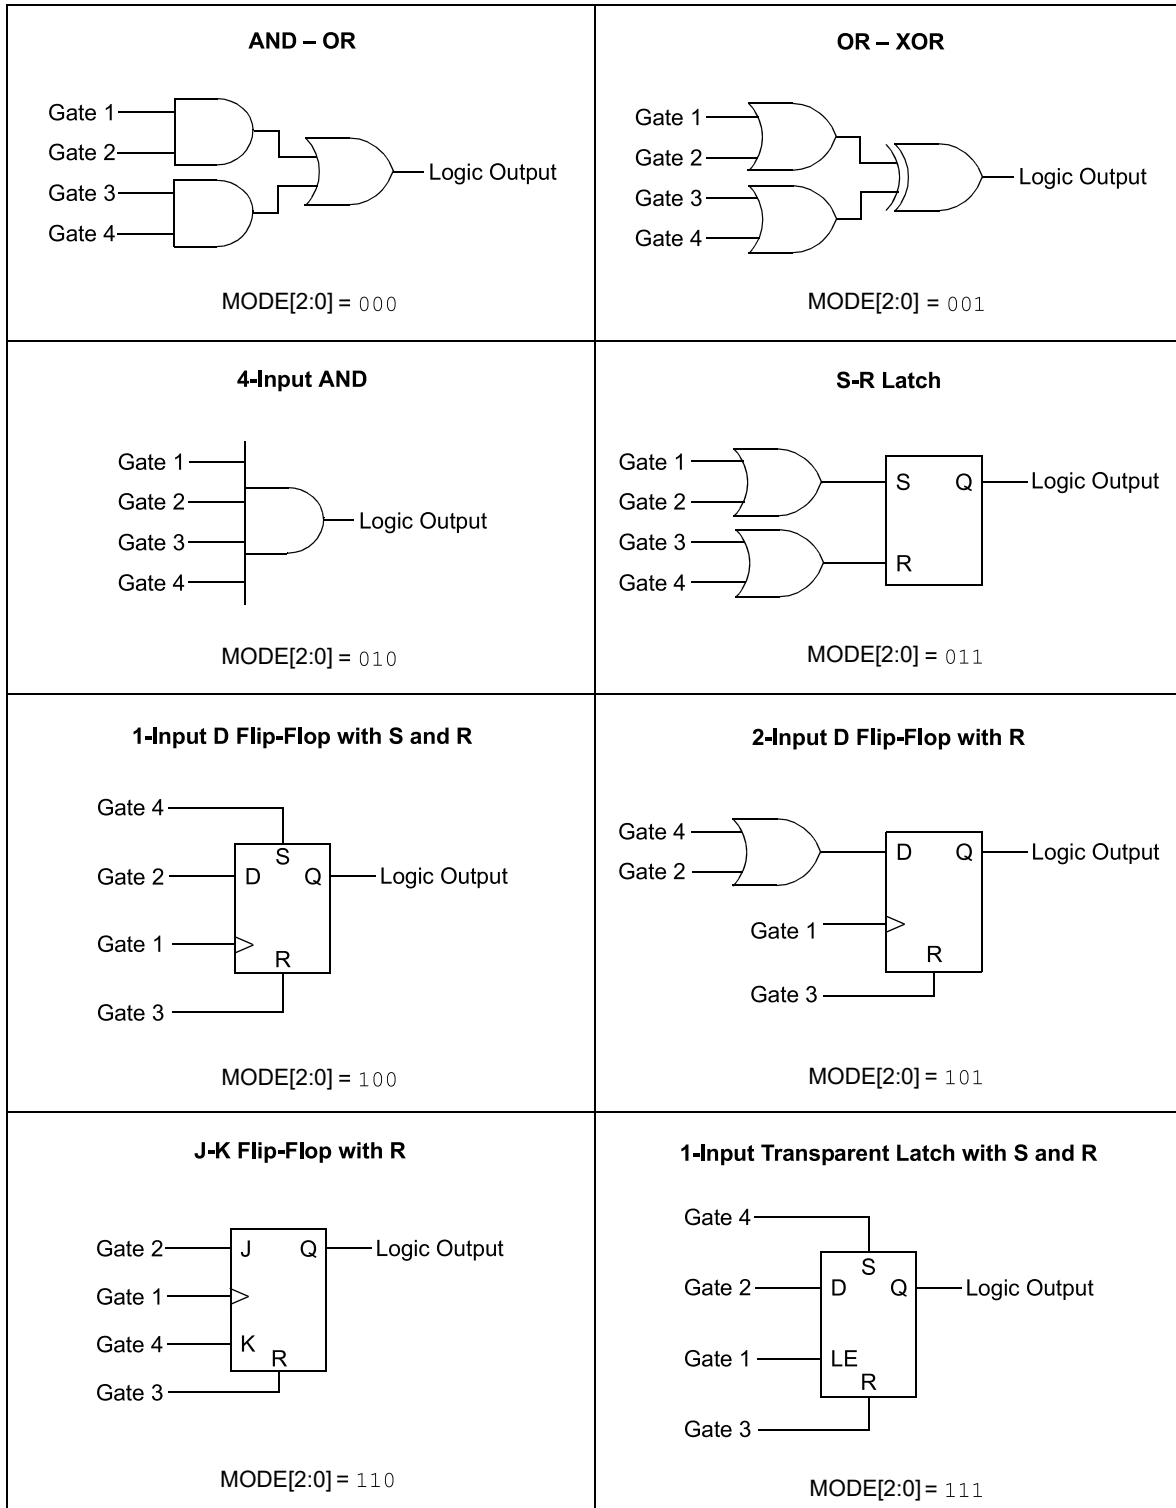 AND – OR
Gate 1
Gate 2
Gate 3
Gate 4
Logic Output
MODE[2:0] = 000
OR – XOR
Gate 1
Gate 2
Gate 3
Gate 4
Logic Output
MODE[2:0] = 001
4-Input AND
Gate 1
Gate 2
Gate 3
Gate 4
Logic Output
MODE[2:0] = 010
S-R Latch
Gate 1
Gate 2
Gate 3
Gate 4
S Q
R
Logic Output
MODE[2:0] = 011
1-Input D Flip-Flop with S and R
Gate 4
S
Gate 2
D Q
Logic Output
Gate 1
R
Gate 3
MODE[2:0] = 100
2-Input D Flip-Flop with R
Gate 4
Gate 2
D Q
Logic Output
Gate 1
R
Gate 3
MODE[2:0] = 101
J-K Flip-Flop with R
Gate 2
J Q
Logic Output
Gate 1
Gate 4
K
R
Gate 3
MODE[2:0] = 110
1-Input Transparent Latch with S and R
Gate 4
S
Gate 2
D Q
Logic Output
Gate 1
LE
R
Gate 3
MODE[2:0] = 111